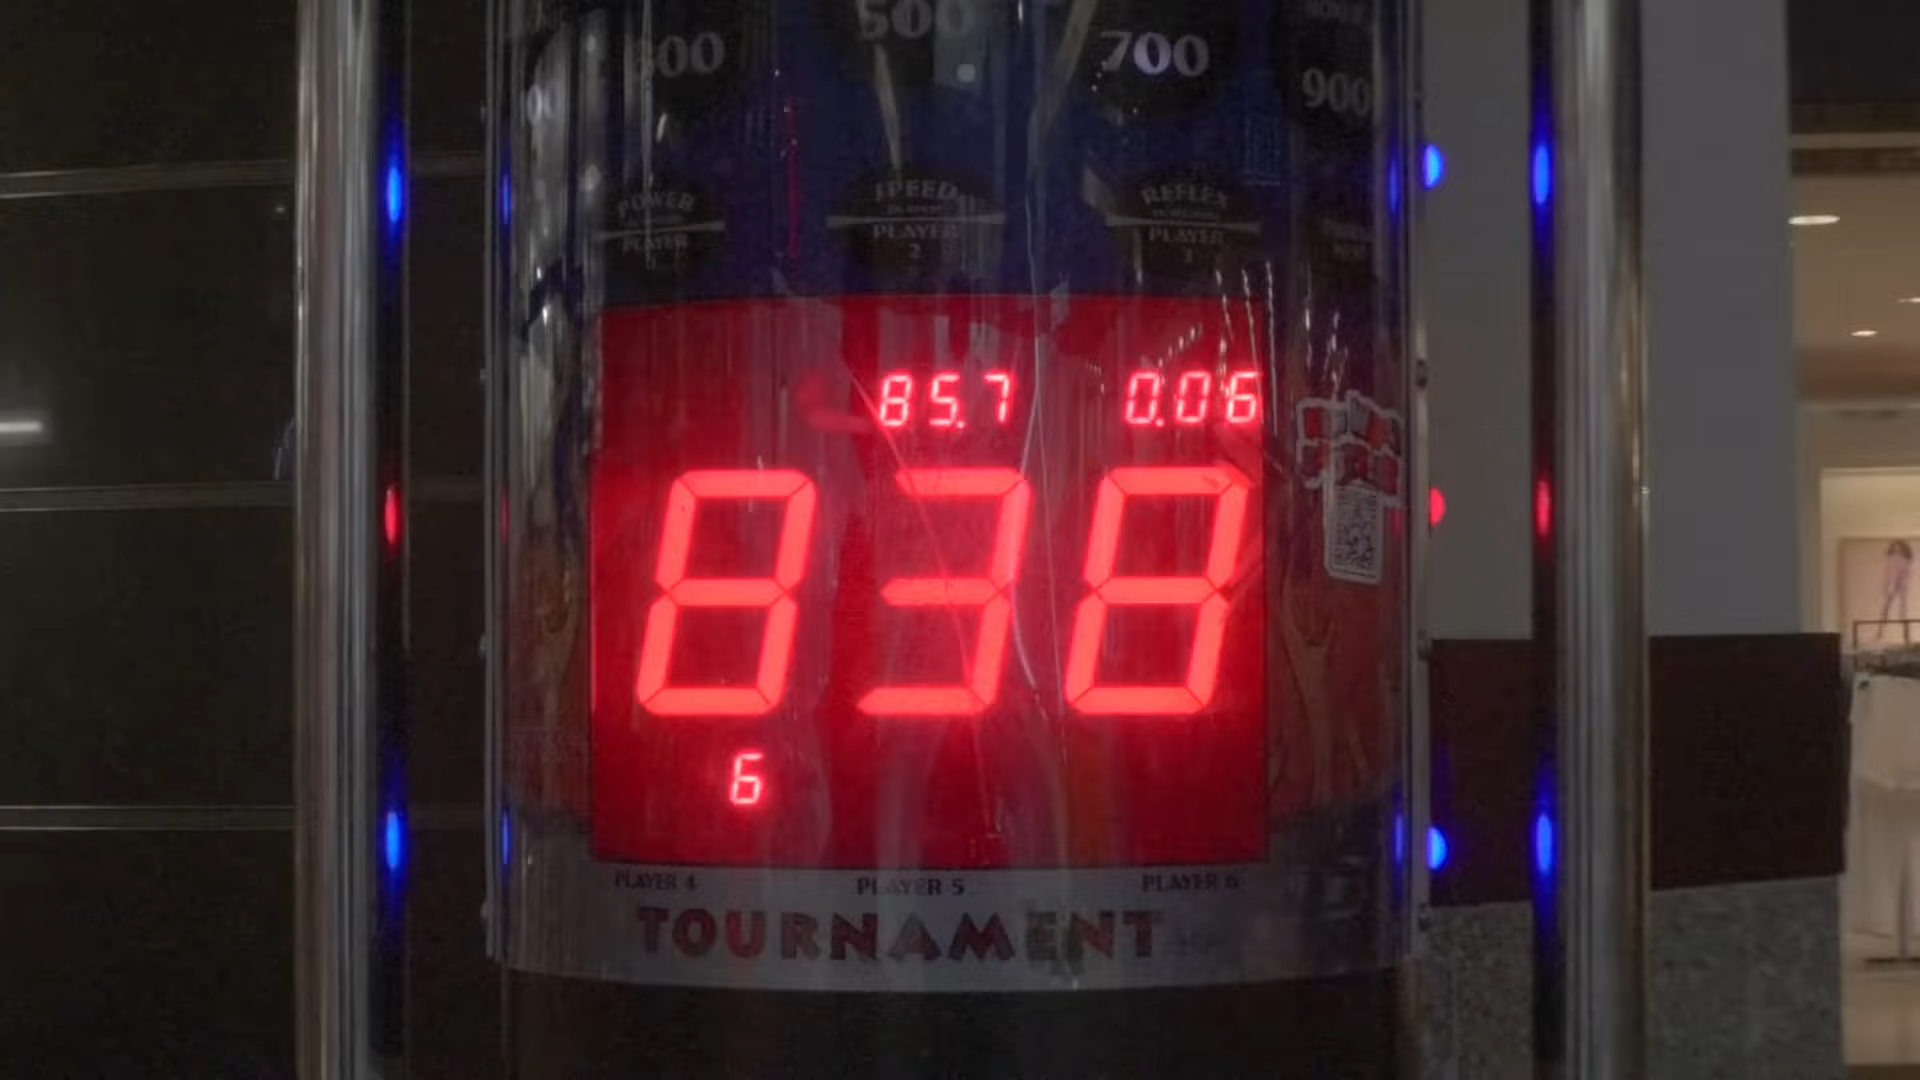 500
300 700
900
POWER SPEED REFLEX
PLAYER PLAYER PLAYER
2 3
85.7 0.06
838
6
PLAYER 4 PLAYER 5 PLAYER 6
TOURNAMENT